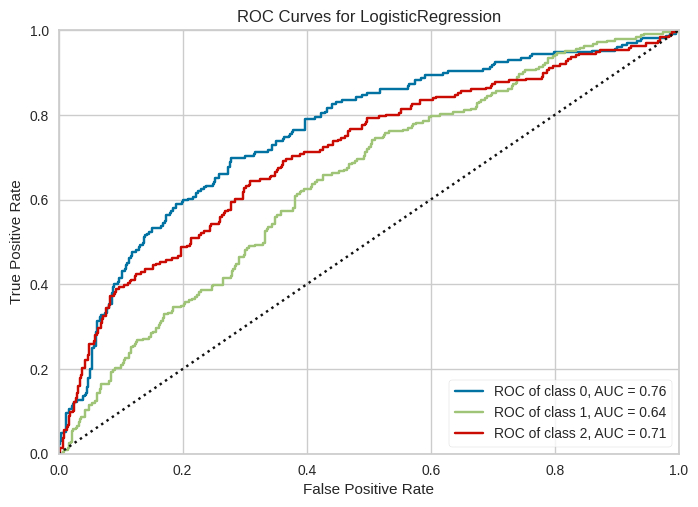 ROC Curves for LogisticRegression
True Positive Rate
1.0
0.8
0.6
0.4
0.2
0.0
ROC of class 0, AUC = 0.76
ROC of class 1, AUC = 0.64
ROC of class 2, AUC = 0.71
0.0 0.2 0.4 0.6 0.8 1.0
False Positive Rate